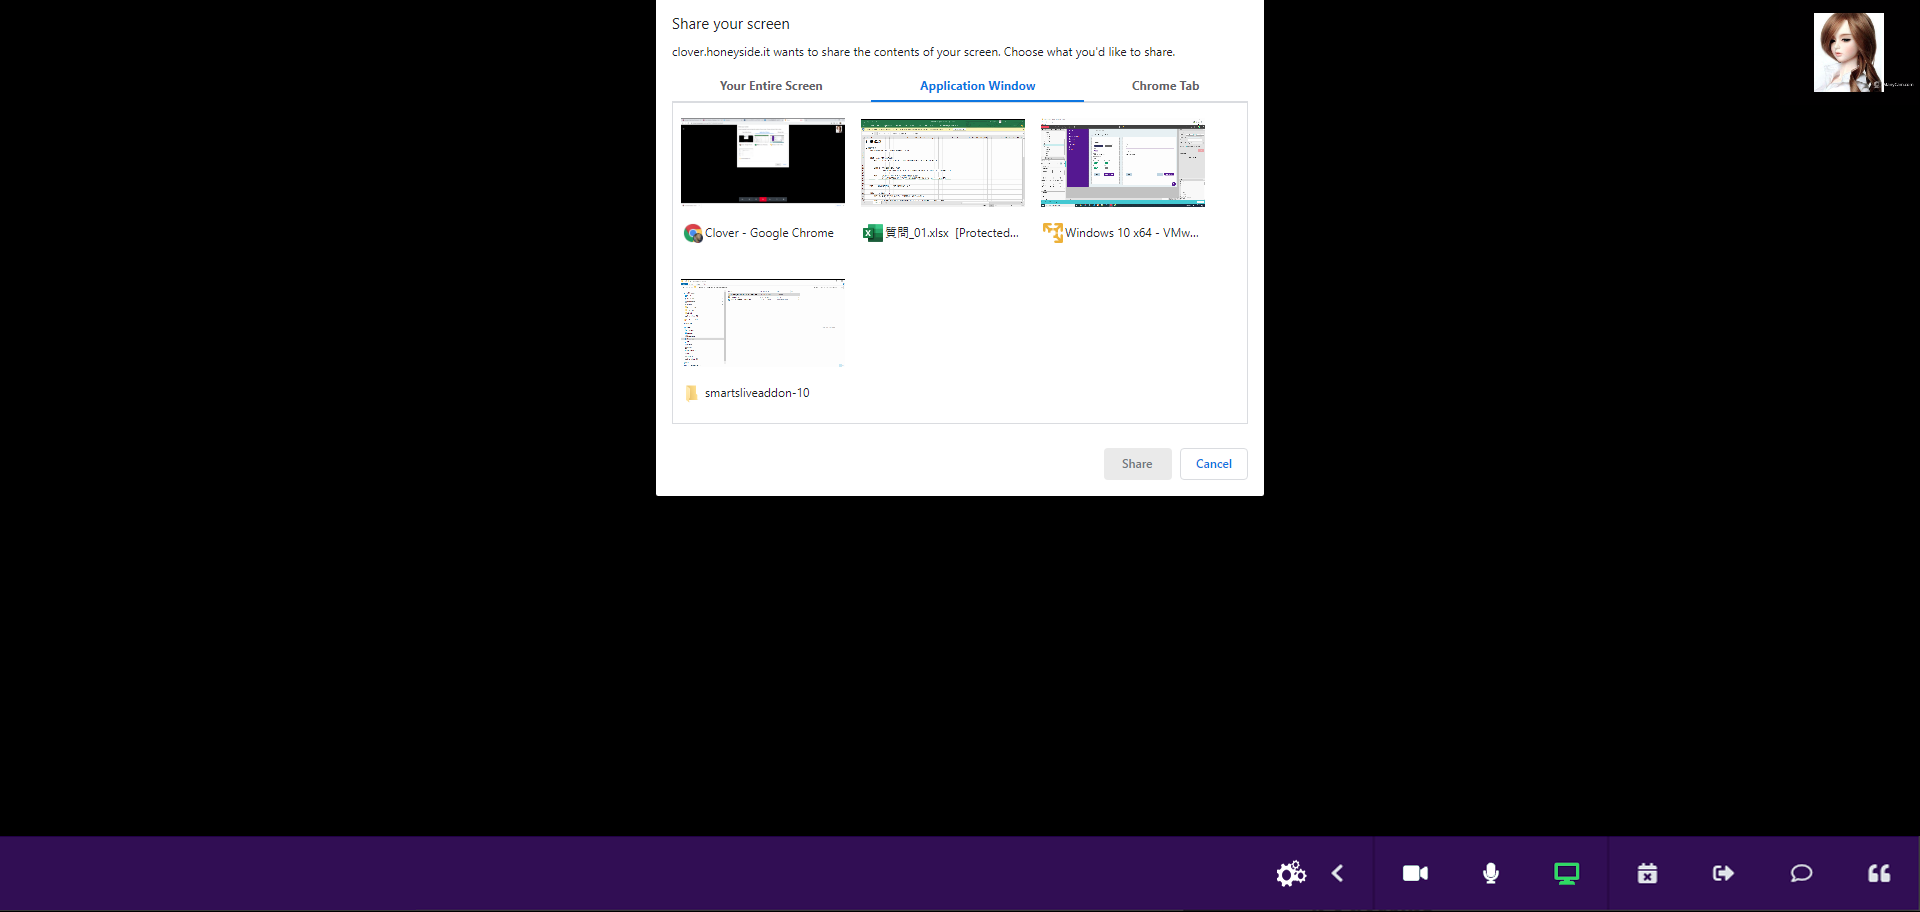 Share your screen
clover.honeyside.it wants to share the contents of your screen. Choose what you'd like to share.
Your Entire Screen
Application Window
Chrome Tab
Clover - Google Chrome
質問_01.xlsx [Protected...
Windows 10 x64 - VMw...
smartsliveaddon-10
Share
Cancel